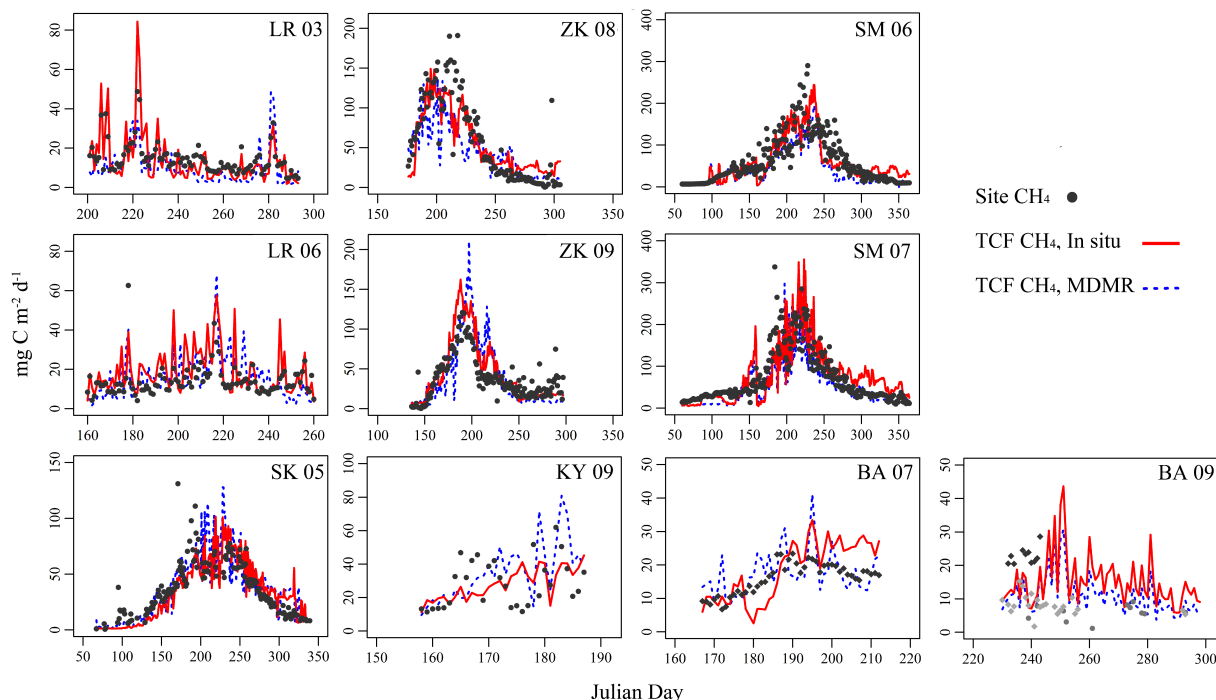 LR 03
80
60
40
20
0
200 220 240 260 280 300
ZK 08
200
150
100
50
0
200 250 300 350
SM 06
400
300
200
100
0
50 100 150 200 250 300 350
Site CH₄
TCF CH₄, In situ
TCF CH₄, MDMR
mg C m⁻² d⁻¹
LR 06
80
60
40
20
0
160 180 200 220 240 260
ZK 09
200
150
100
50
0
100 150 200 250 300 350
SM 07
400
300
200
100
0
50 100 150 200 250 300 350
SK 05
150
100
50
0
50 100 150 200 250 300 340
KY 09
100
80
60
40
20
0
150 160 170 180 190
BA 07
50
40
30
20
10
0
160 170 180 190 200 210 220
BA 09
50
40
30
20
10
0
220 240 260 280 300
Julian Day